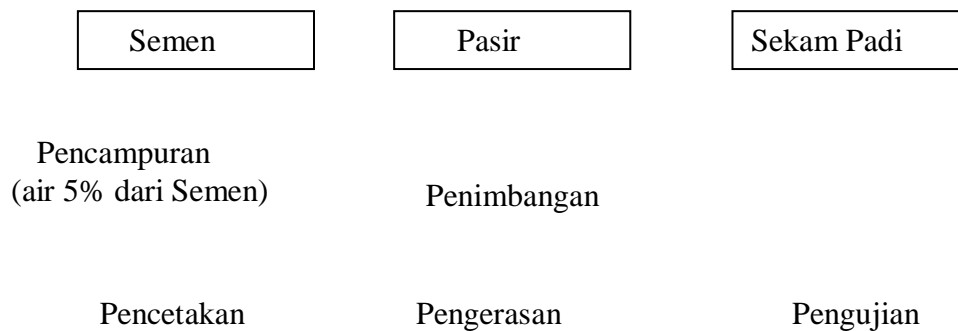 Semen
Pasir
Sekam Padi
Pencampuran
(air 5% dari Semen)
Penimbangan
Pencetakan
Pengerasan
Pengujian